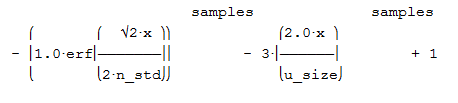 samples samples
⎛ ⎛ √2⋅x ⎞⎞ ⎛2.0⋅x ⎞
- ⎜1.0⋅erf⎜───────⎟⎟ - 3⋅⎜──────⎟ + 1
⎝ ⎝2⋅n_std⎠⎠ ⎝u_size⎠